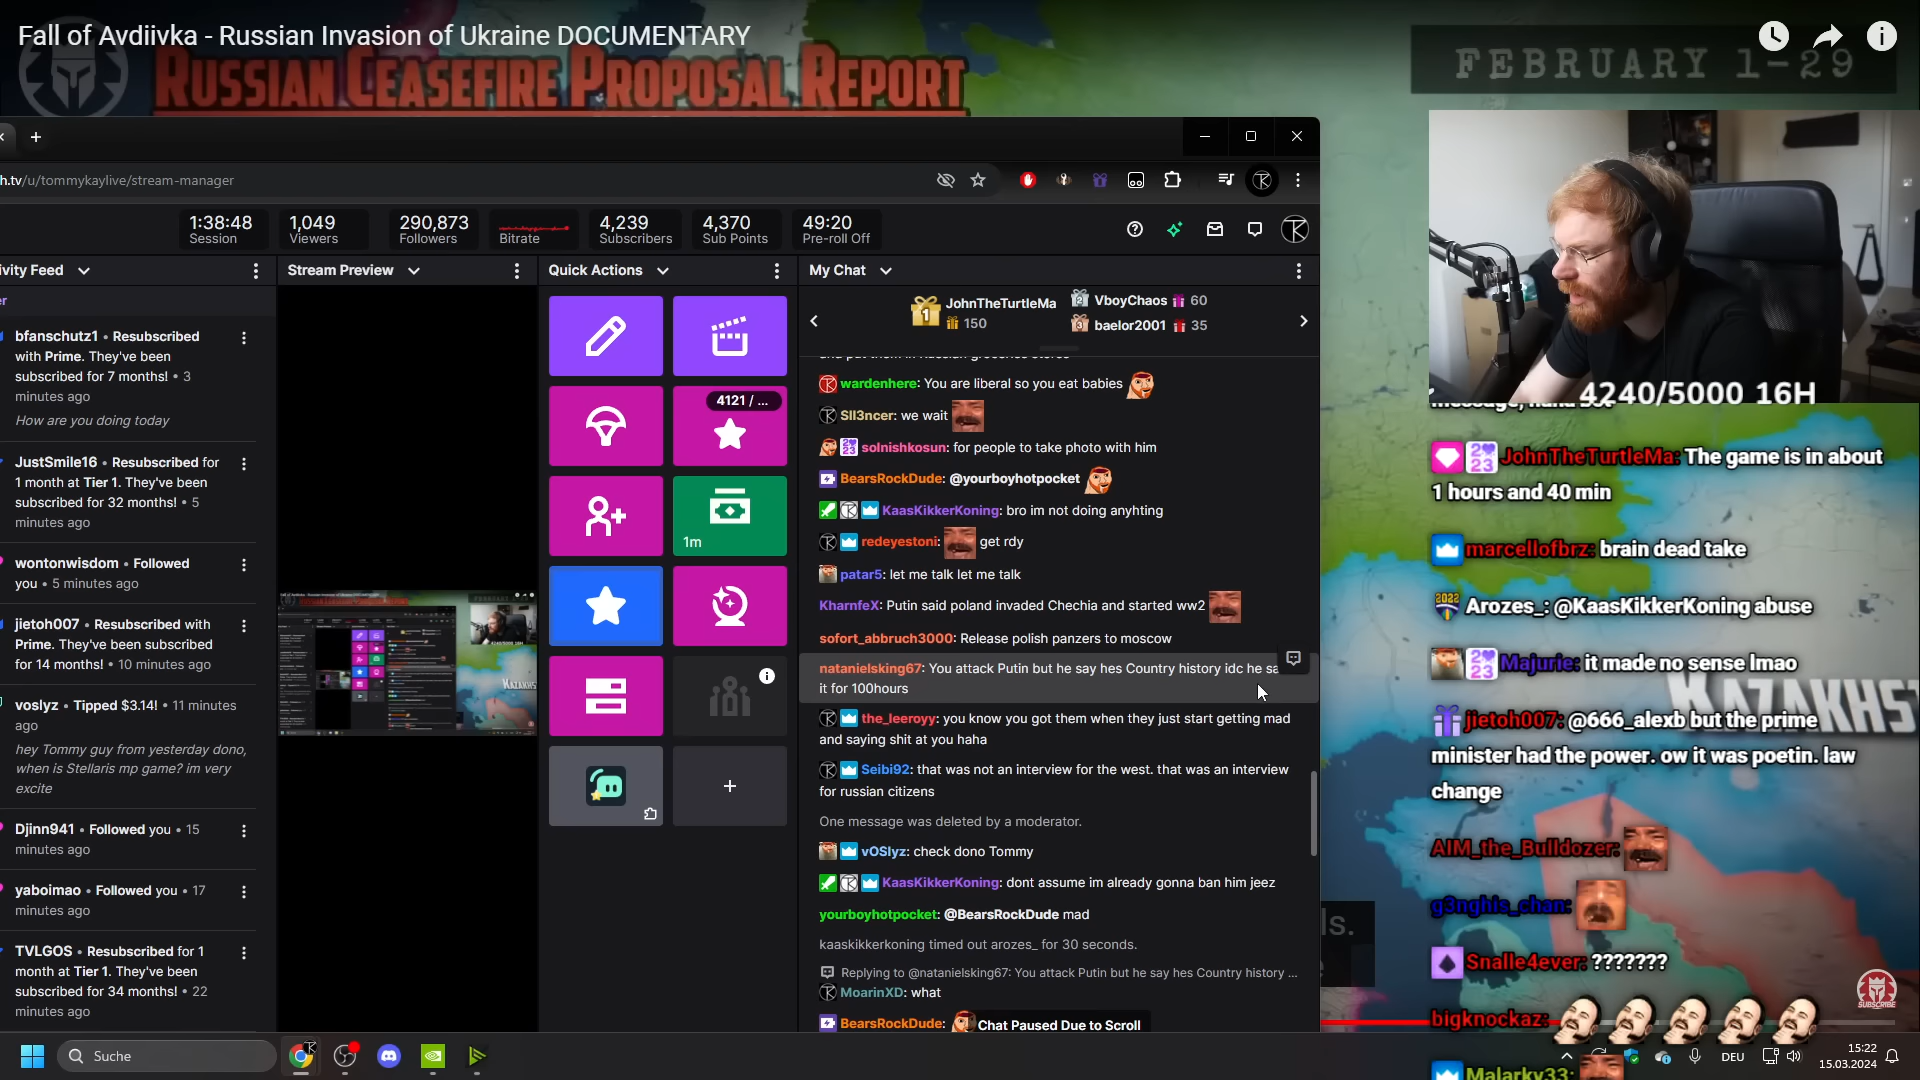 Fall of Avdiivka - Russian Invasion of Ukraine DOCUMENTARY
RUSSIAN CEASEFIRE PROPOSAL REPORT
FEBRUARY 1-29
h.tv/u/tommykaylive/stream-manager
1:38:48
Session
1,049
Viewers
290,873
Followers
Bitrate
4,239
Subscribers
4,370
Sub Points
49:20
Pre-roll Off
ivity Feed
Stream Preview
Quick Actions
My Chat
er
bfanschutz1 • Resubscribed
with Prime. They've been
subscribed for 7 months! • 3
minutes ago
How are you doing today
JustSmile16 • Resubscribed for
1 month at Tier 1. They've been
subscribed for 32 months! • 5
minutes ago
wontonwisdom • Followed
you • 5 minutes ago
jietoh007 • Resubscribed with
Prime. They've been subscribed
for 14 months! • 10 minutes ago
voslyz • Tipped $3.14! • 11 minutes
ago
hey Tommy guy from yesterday dono,
when is Stellaris mp game? im very
excite
Djinn941 • Followed you • 15
minutes ago
yaboimao • Followed you • 17
minutes ago
TVLGOS • Resubscribed for 1
month at Tier 1. They've been
subscribed for 34 months! • 22
minutes ago
4121 / ...
1m
1 JohnTheTurtleMa
150
2 VboyChaos 60
3 baelor2001 35
and put them in Russian groceries stores
wardenhere: You are liberal so you eat babies
Sll3ncer: we wait
solnishkosun: for people to take photo with him
BearsRockDude: @yourboyhotpocket
KaasKikkerKoning: bro im not doing anyhting
redeyestoni: get rdy
patar5: let me talk let me talk
KharnfeX: Putin said poland invaded Chechia and started ww2
sofort_abbruch3000: Release polish panzers to moscow
natanielsking67: You attack Putin but he say hes Country history idc he sa
it for 100hours
the_leeroyy: you know you got them when they just start getting mad
and saying shit at you haha
Seibi92: that was not an interview for the west. that was an interview
for russian citizens
One message was deleted by a moderator.
vOSlyz: check dono Tommy
KaasKikkerKoning: dont assume im already gonna ban him jeez
yourboyhotpocket: @BearsRockDude mad
kaaskikkerkoning timed out arozes_ for 30 seconds.
Replying to @natanielsking67: You attack Putin but he say hes Country history ...
MoarinXD: what
BearsRockDude:
Chat Paused Due to Scroll
4240/5000 16H
JohnTheTurtleMa: The game is in about
1 hours and 40 min
marcellofbrz: brain dead take
2022 Arozes_: @KaasKikkerKoning abuse
Majurie: it made no sense lmao
jietoh007: @666_alexb but the prime
minister had the power. ow it was poetin. law
change
AIM_the_Bulldozer:
g3nghis_chan:
Snalle4ever: ???????
bigknockaz:
Malarky33:
KAZAKHS
ls.
SUBSCRIBE
Suche
DEU
15:22
15.03.2024